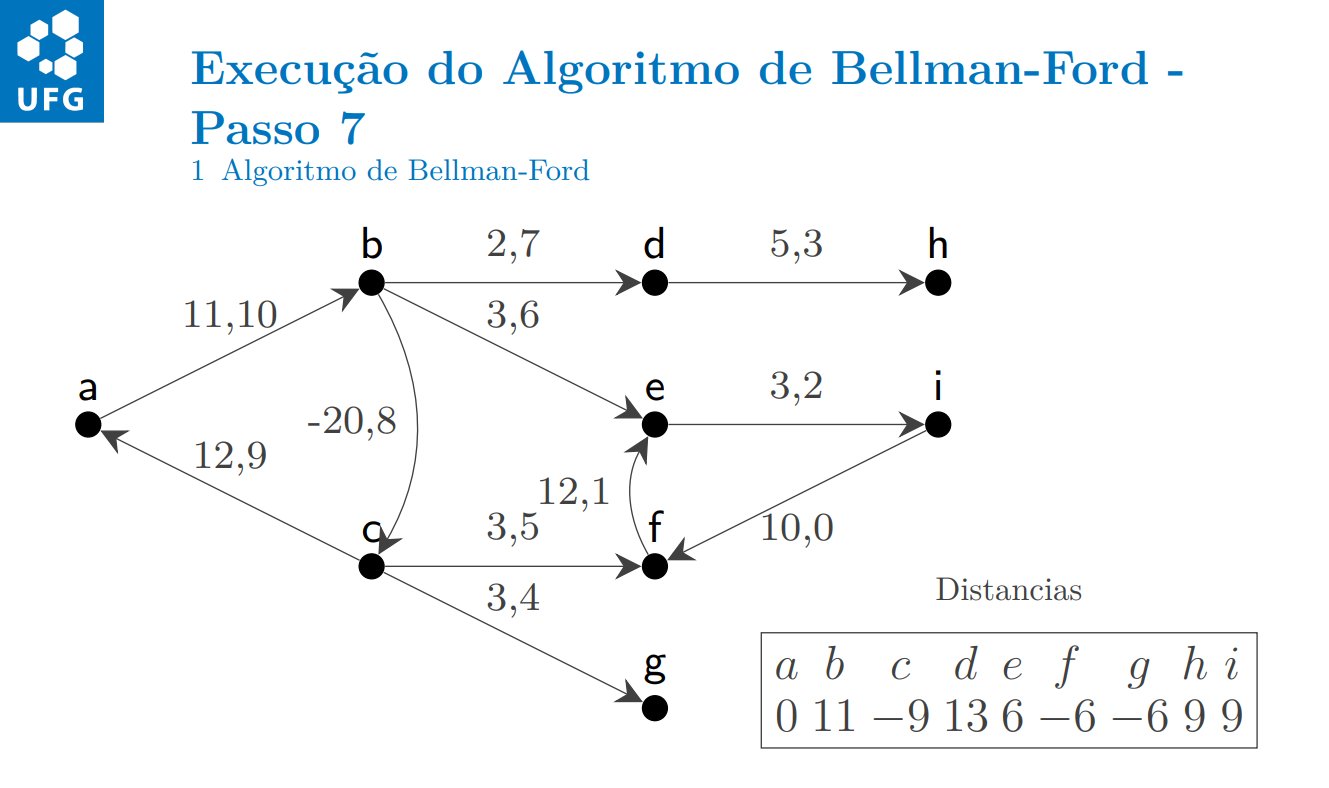 UFG
Execução do Algoritmo de Bellman-Ford -
Passo 7
1 Algoritmo de Bellman-Ford
b
2,7
d
5,3
h
11,10
3,6
a
e
3,2
i
-20,8
12,9
12,1
c
3,5
f
10,0
3,4
g
Distancias
a b c d e f g h i
0 11 −9 13 6 −6 −6 9 9